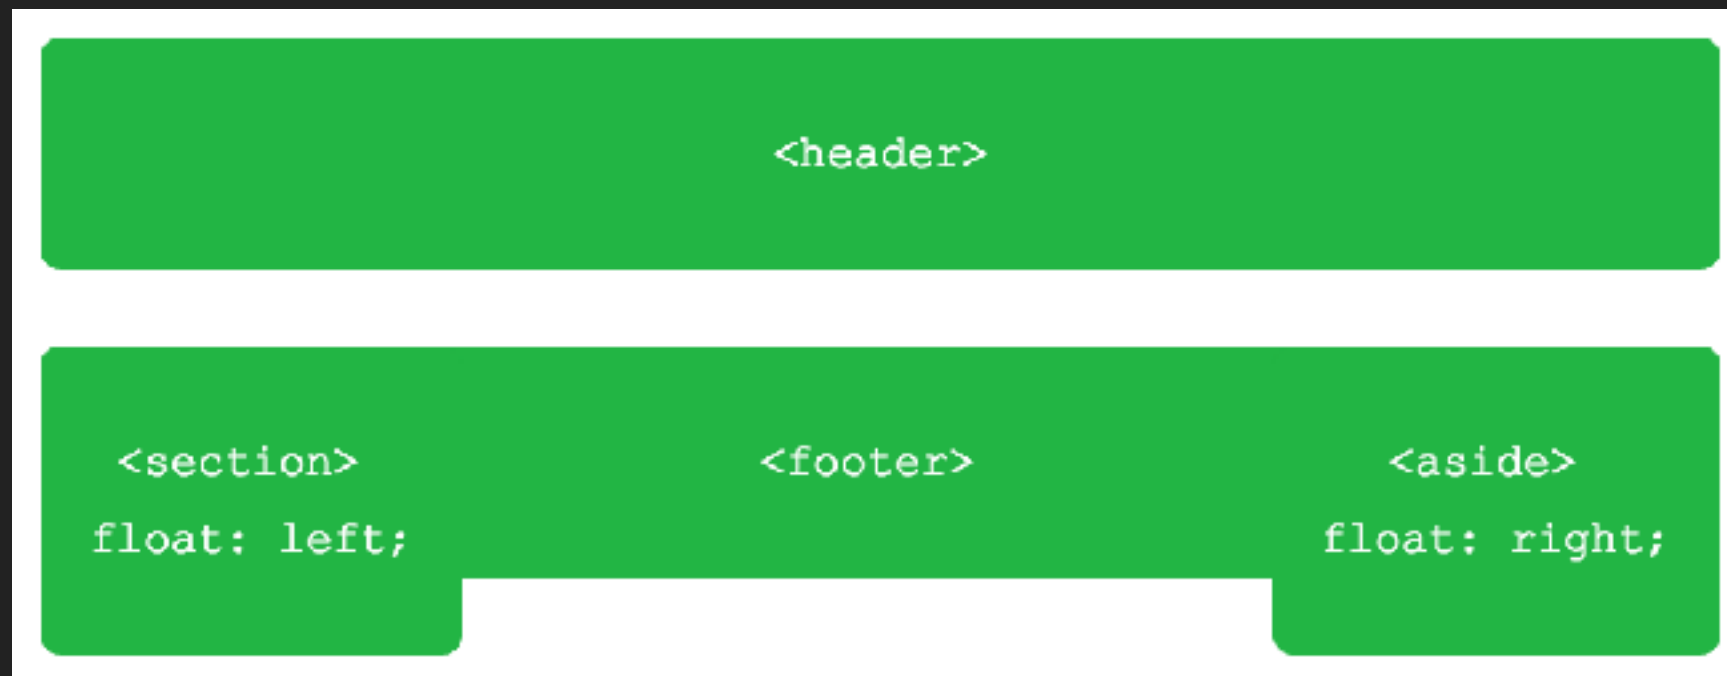 <header>
<section>
float: left;
<footer>
<aside>
float: right;